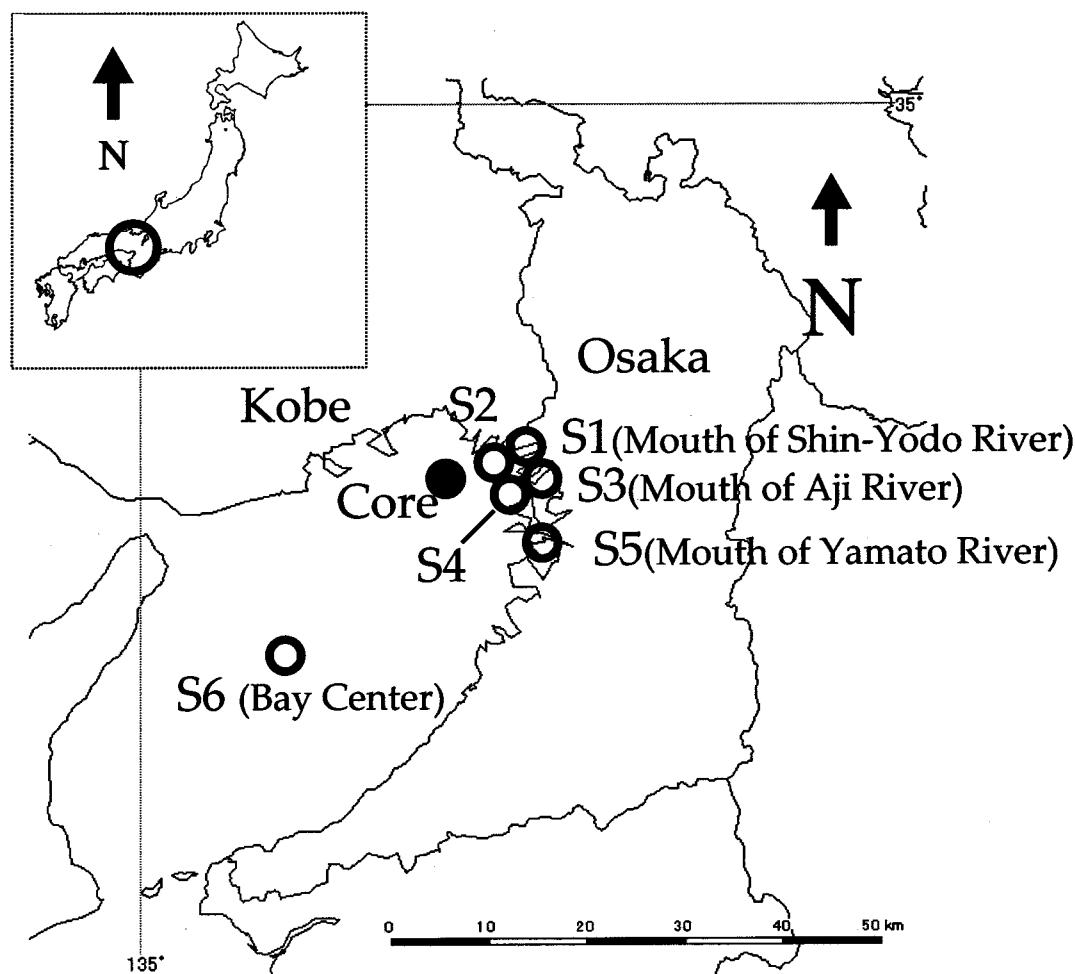 N
35°
N
Osaka
Kobe
S2
S1(Mouth of Shin-Yodo River)
Core
S3(Mouth of Aji River)
S4
S5(Mouth of Yamato River)
S6 (Bay Center)
0 10 20 30 40 50 km
135°